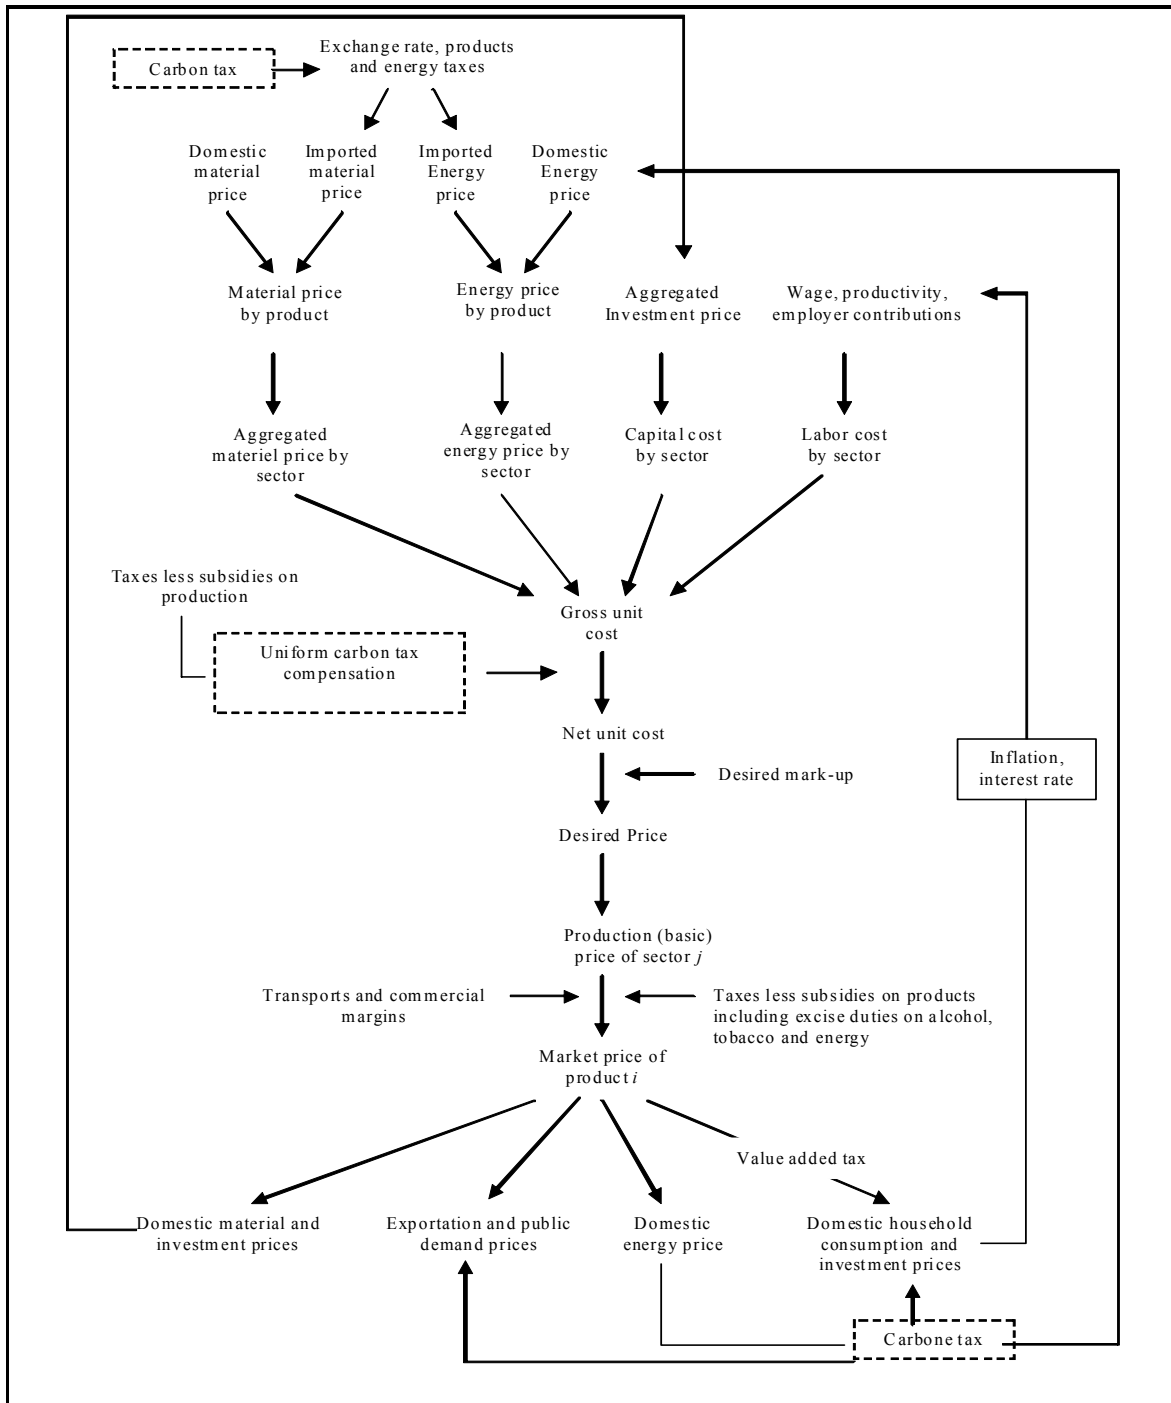 Exchange rate, products
and energy taxes
Carbon tax
Domestic
material
price
Imported
material
price
Imported
Energy
price
Domestic
Energy
price
Material price
by product
Energy price
by product
Aggregated
Investment price
Wage, productivity,
employer contributions
Aggregated
materiel price by
sector
Aggregated
energy price by
sector
Capital cost
by sector
Labor cost
by sector
Taxes less subsidies on
production
Gross unit
cost
Uniform carbon tax
compensation
Net unit cost
Inflation,
interest rate
Desired mark-up
Desired Price
Production (basic)
price of sector j
Transports and commercial
margins
Taxes less subsidies on products
including excise duties on alcohol,
tobacco and energy
Market price of
product i
Value added tax
Domestic material and
investment prices
Exportation and public
demand prices
Domestic
energy price
Domestic household
consumption and
investment prices
Carbone tax